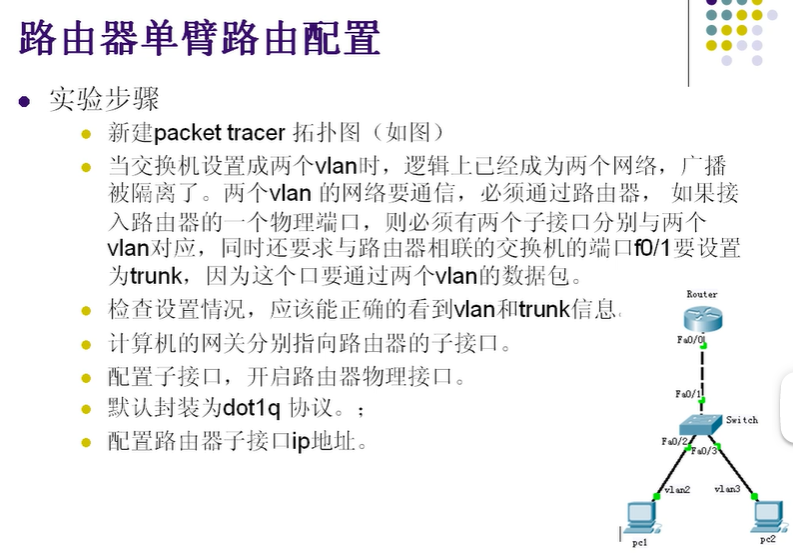 路由器单臂路由配置
实验步骤
新建packet tracer 拓扑图（如图）
当交换机设置成两个vlan时，逻辑上已经成为两个网络，广播
被隔离了。两个vlan 的网络要通信，必须通过路由器， 如果接
入路由器的一个物理端口，则必须有两个子接口分别与两个
vlan对应，同时还要求与路由器相联的交换机的端口f0/1要设置
为trunk，因为这个口要通过两个vlan的数据包。
检查设置情况，应该能正确的看到vlan和trunk信息.
计算机的网关分别指向路由器的子接口。
配置子接口，开启路由器物理接口。
默认封装为dot1q 协议。；
配置路由器子接口ip地址。
Router
Fa0/0
Fa0/1
Switch
Fa0/2
Fa0/3
vlan2
vlan3
pc1
pc2